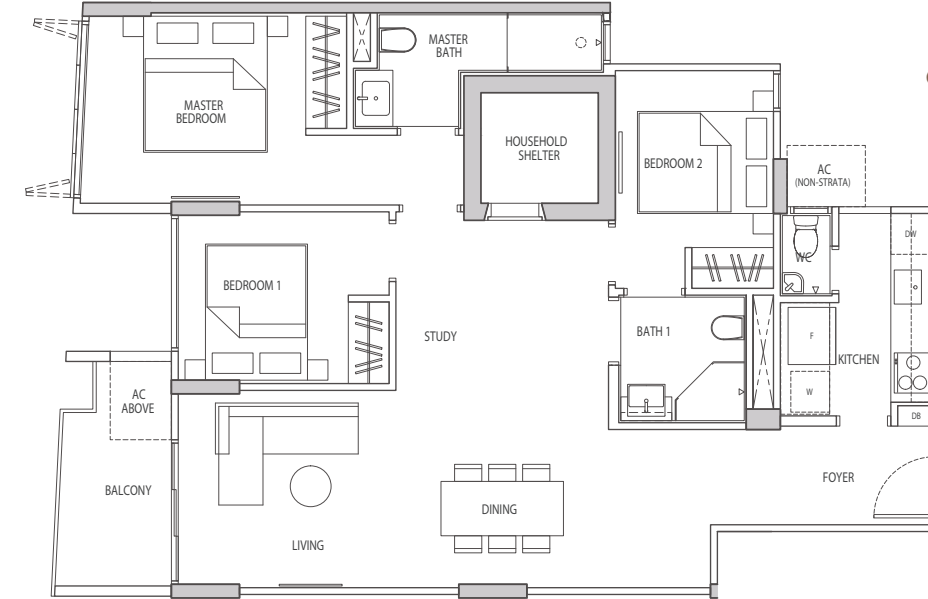 MASTER
BATH
MASTER
BEDROOM
HOUSEHOLD
SHELTER
BEDROOM 2
AC
(NON-STRATA)
WC
DW
BEDROOM 1
STUDY
BATH 1
F
KITCHEN
W
AC
ABOVE
DB
BALCONY
FOYER
DINING
LIVING